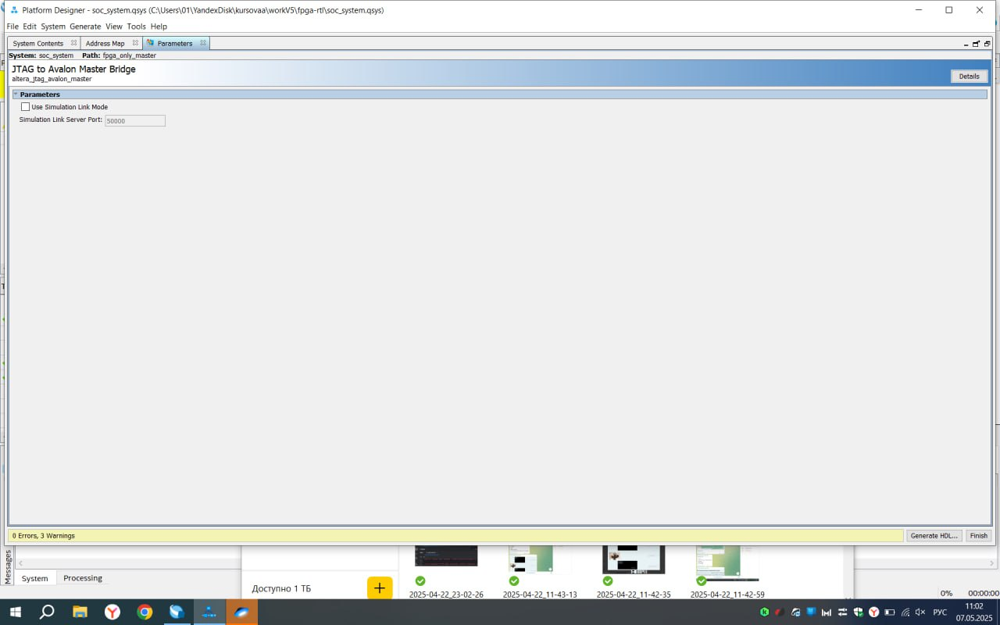 Platform Designer - soc_system.qsys (C:\Users\01\YandexDisk\kursovaa\workV5\fpga-rtl\soc_system.qsys)
File Edit System Generate View Tools Help
System Contents Address Map Parameters
System: soc_system Path: fpga_only_master
JTAG to Avalon Master Bridge
altera_jtag_avalon_master
Details
Parameters
Use Simulation Link Mode
Simulation Link Server Port: 50000
0 Errors, 3 Warnings
Generate HDL... Finish
Messages
System Processing
Доступно 1 ТБ
2025-04-22_23-02-26 2025-04-22_11-43-13 2025-04-22_11-42-35 2025-04-22_11-42-59
0% 00:00:00
РУС
11:02
07.05.2025